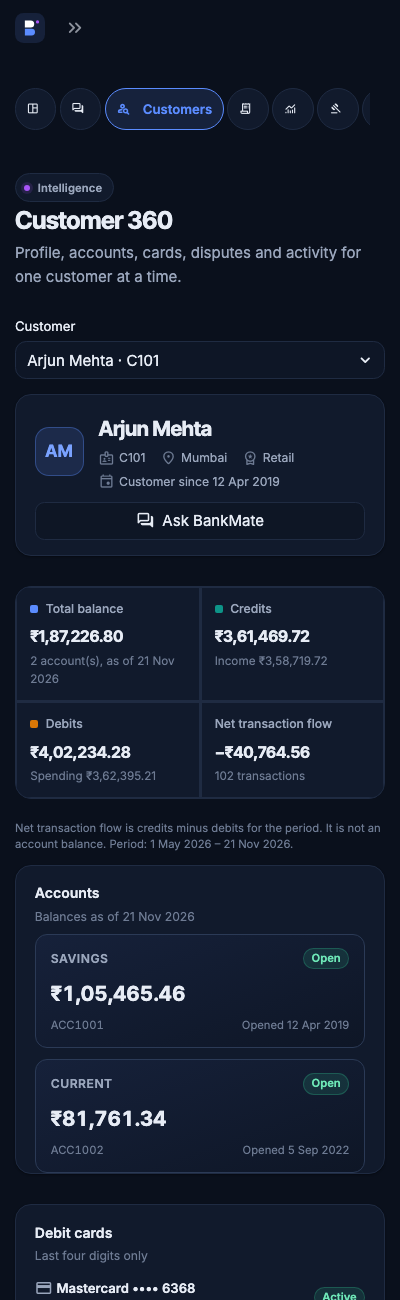 Customers
Intelligence
Customer 360
Profile, accounts, cards, disputes and activity for
one customer at a time.
Customer
Arjun Mehta · C101
AM
Arjun Mehta
C101 Mumbai Retail
Customer since 12 Apr 2019
Ask BankMate
Total balance
₹1,87,226.80
2 account(s), as of 21 Nov
2026
Credits
₹3,61,469.72
Income ₹3,58,719.72
Debits
₹4,02,234.28
Spending ₹3,62,395.21
Net transaction flow
−₹40,764.56
102 transactions
Net transaction flow is credits minus debits for the period. It is not an
account balance. Period: 1 May 2026 – 21 Nov 2026.
Accounts
Balances as of 21 Nov 2026
SAVINGS Open
₹1,05,465.46
ACC1001 Opened 12 Apr 2019
CURRENT Open
₹81,761.34
ACC1002 Opened 5 Sep 2022
Debit cards
Last four digits only
Mastercard •••• 6368
Active